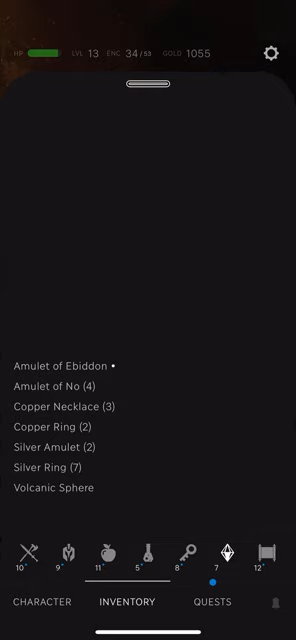 HP LVL 13 ENC 34/53 GOLD 1055
Amulet of Ebiddon •
Amulet of No (4)
Copper Necklace (3)
Copper Ring (2)
Silver Amulet (2)
Silver Ring (7)
Volcanic Sphere
10 9 11 5 8 7 12
CHARACTER INVENTORY QUESTS